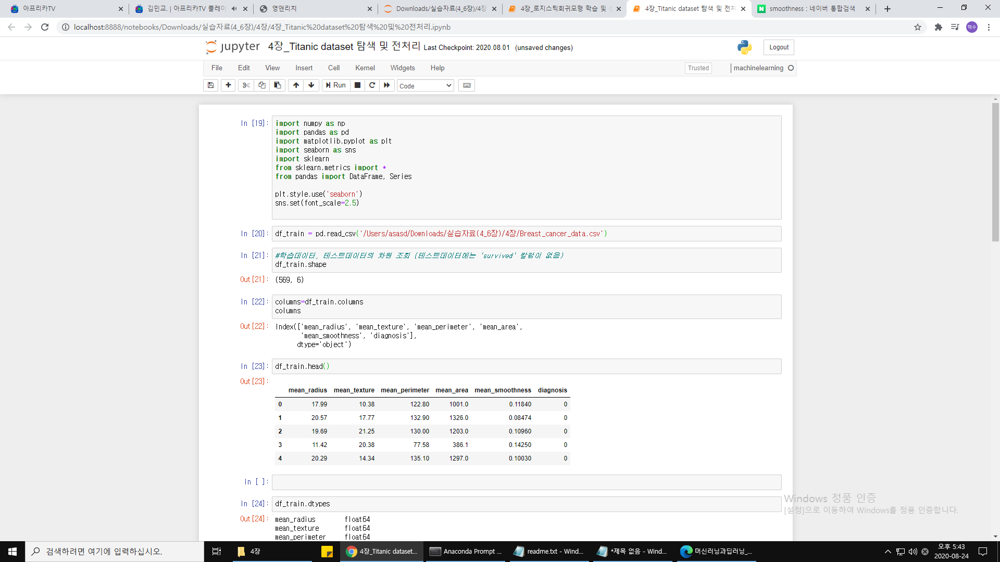 아프리카TV
김민교. | 아프리카TV 플레이
영앤리치
Downloads/실습자료(4_6장)/4장
4장_로지스틱회귀모형 학습 및 성
4장_Titanic dataset 탐색 및 전처
smoothness : 네이버 통합검색
localhost:8888/notebooks/Downloads/실습자료(4_6장)/4장/4장_Titanic%20dataset%20탐색%20및%20전처리.ipynb
혁수
jupyter 4장_Titanic dataset 탐색 및 전처리 Last Checkpoint: 2020.08.01 (unsaved changes)
Logout
File Edit View Insert Cell Kernel Widgets Help
Trusted
machinelearning
Run
Code
In [19]: import numpy as np
import pandas as pd
import matplotlib.pyplot as plt
import seaborn as sns
import sklearn
from sklearn.metrics import *
from pandas import DataFrame, Series
plt.style.use('seaborn')
sns.set(font_scale=2.5)
In [20]: df_train = pd.read_csv('/Users/asasd/Downloads/실습자료(4_6장)/4장/Breast_cancer_data.csv')
In [21]: #학습데이터, 테스트데이터의 차원 조회 (테스트데이터에는 'survived' 칼럼이 없음)
df_train.shape
Out[21]: (569, 6)
In [22]: columns=df_train.columns
columns
Out[22]: Index(['mean_radius', 'mean_texture', 'mean_perimeter', 'mean_area',
'mean_smoothness', 'diagnosis'],
dtype='object')
In [23]: df_train.head()
Out[23]:
mean_radius mean_texture mean_perimeter mean_area mean_smoothness diagnosis
0 17.99 10.38 122.80 1001.0 0.11840 0
1 20.57 17.77 132.90 1326.0 0.08474 0
2 19.69 21.25 130.00 1203.0 0.10960 0
3 11.42 20.38 77.58 386.1 0.14250 0
4 20.29 14.34 135.10 1297.0 0.10030 0
In [ ]:
In [24]: df_train.dtypes
Out[24]: mean_radius float64
mean_texture float64
mean_perimeter float64
Windows 정품 인증
[설정]으로 이동하여 Windows를 정품 인증합니다.
검색하려면 여기에 입력하십시오.
4장
4장_Titanic dataset...
Anaconda Prompt ...
readme.txt - Wind...
*제목 없음 - Wind...
머신러닝과딥러닝_...
오후 5:43
2020-08-24